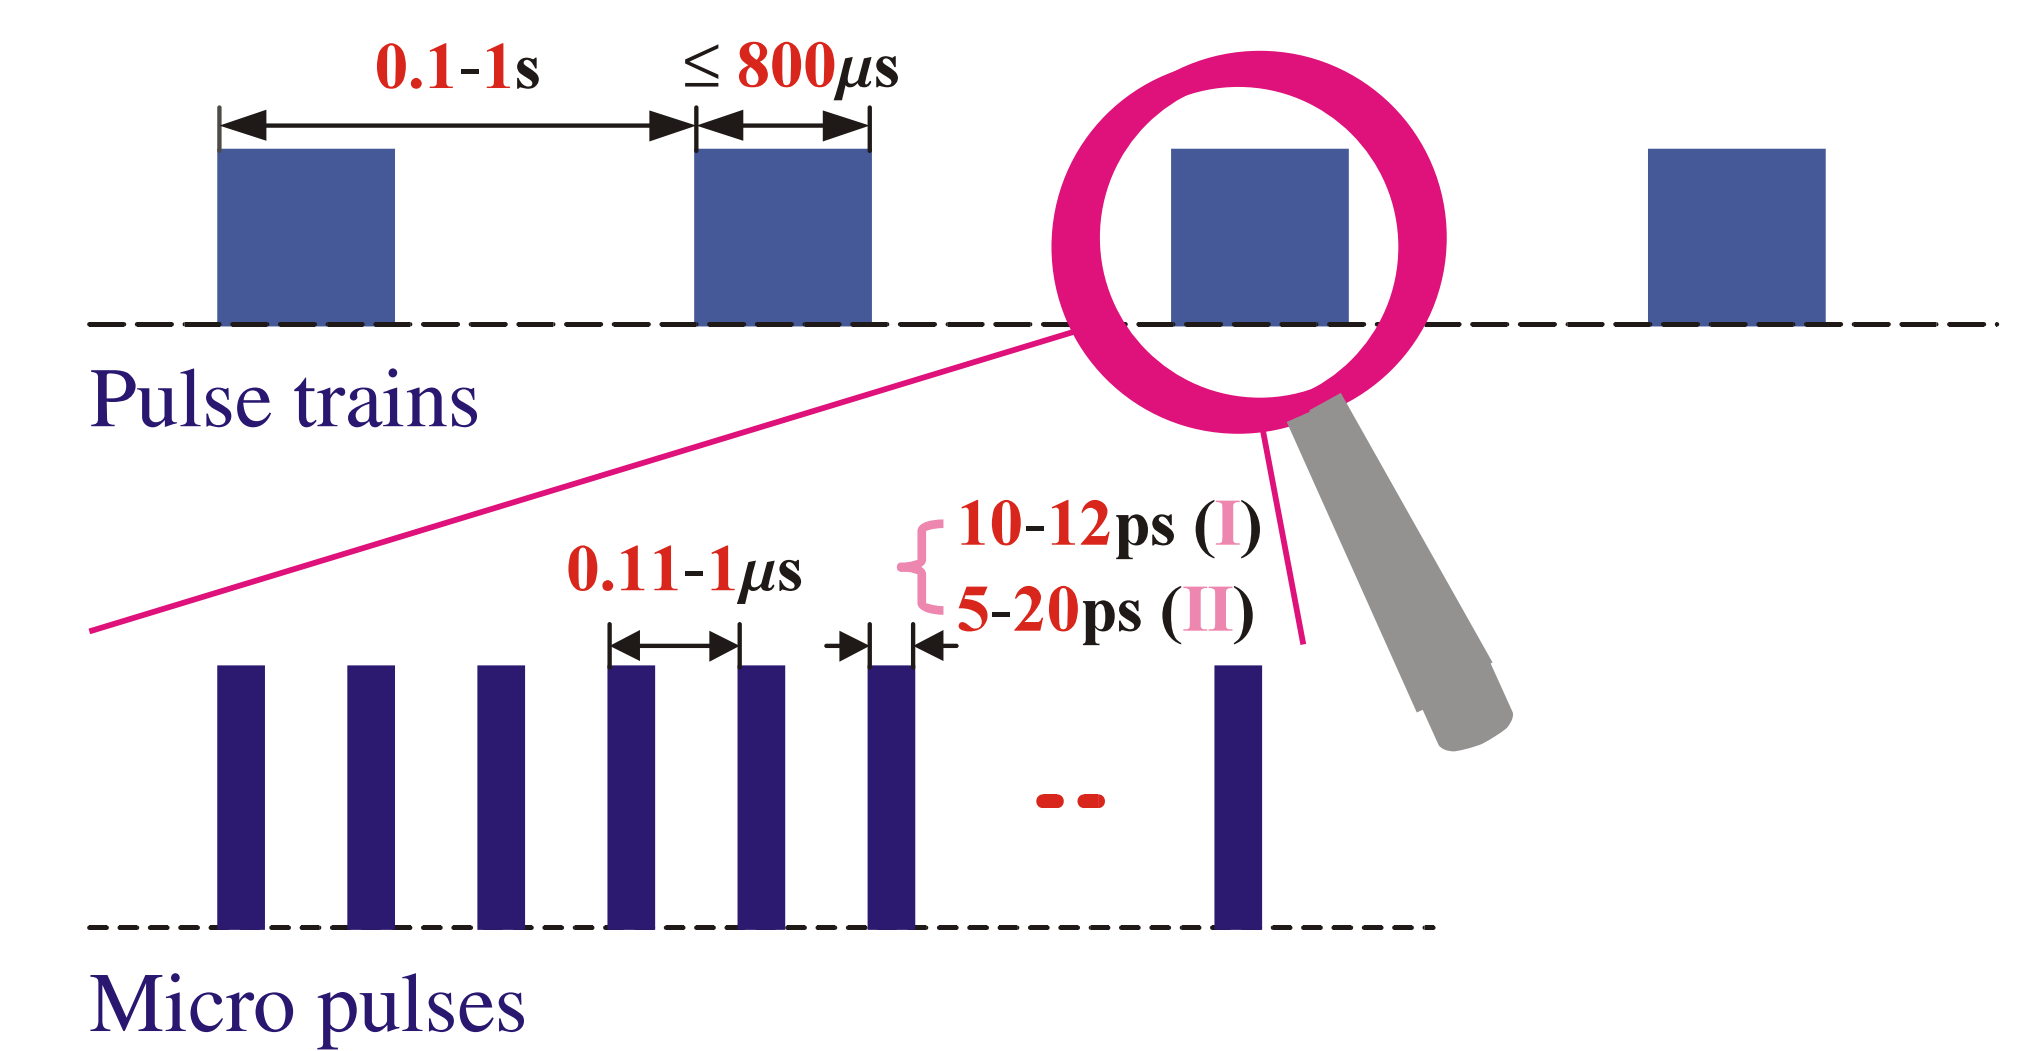 0.1-1s
≤ 800μs
Pulse trains
10-12ps (I)
0.11-1μs
5-20ps (II)
Micro pulses